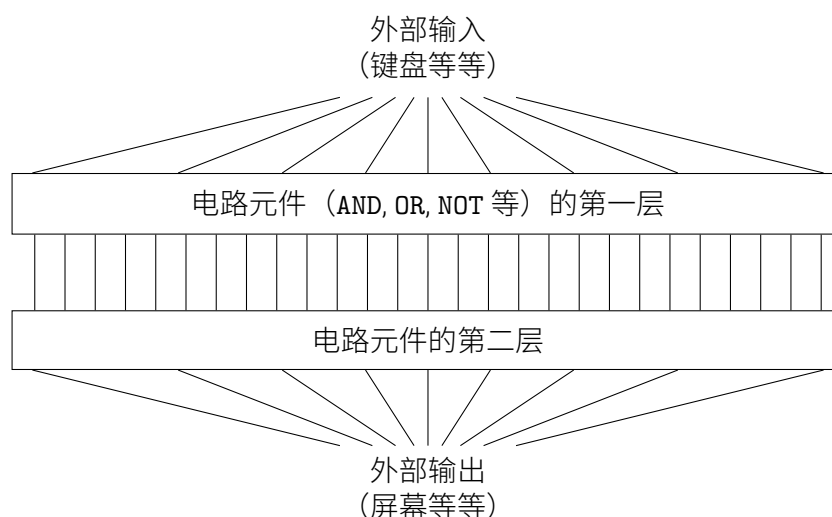 外部输入
（键盘等等）
电路元件（AND, OR, NOT 等）的第一层
电路元件的第二层
外部输出
（屏幕等等）